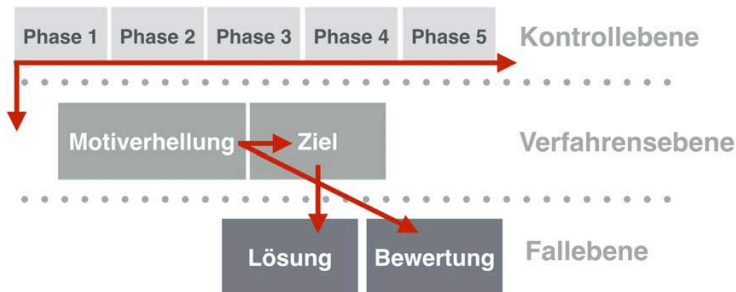 Phase 1 Phase 2 Phase 3 Phase 4 Phase 5 Kontrollebene
Motiverhellung Ziel Verfahrensebene
Lösung Bewertung Fallebene